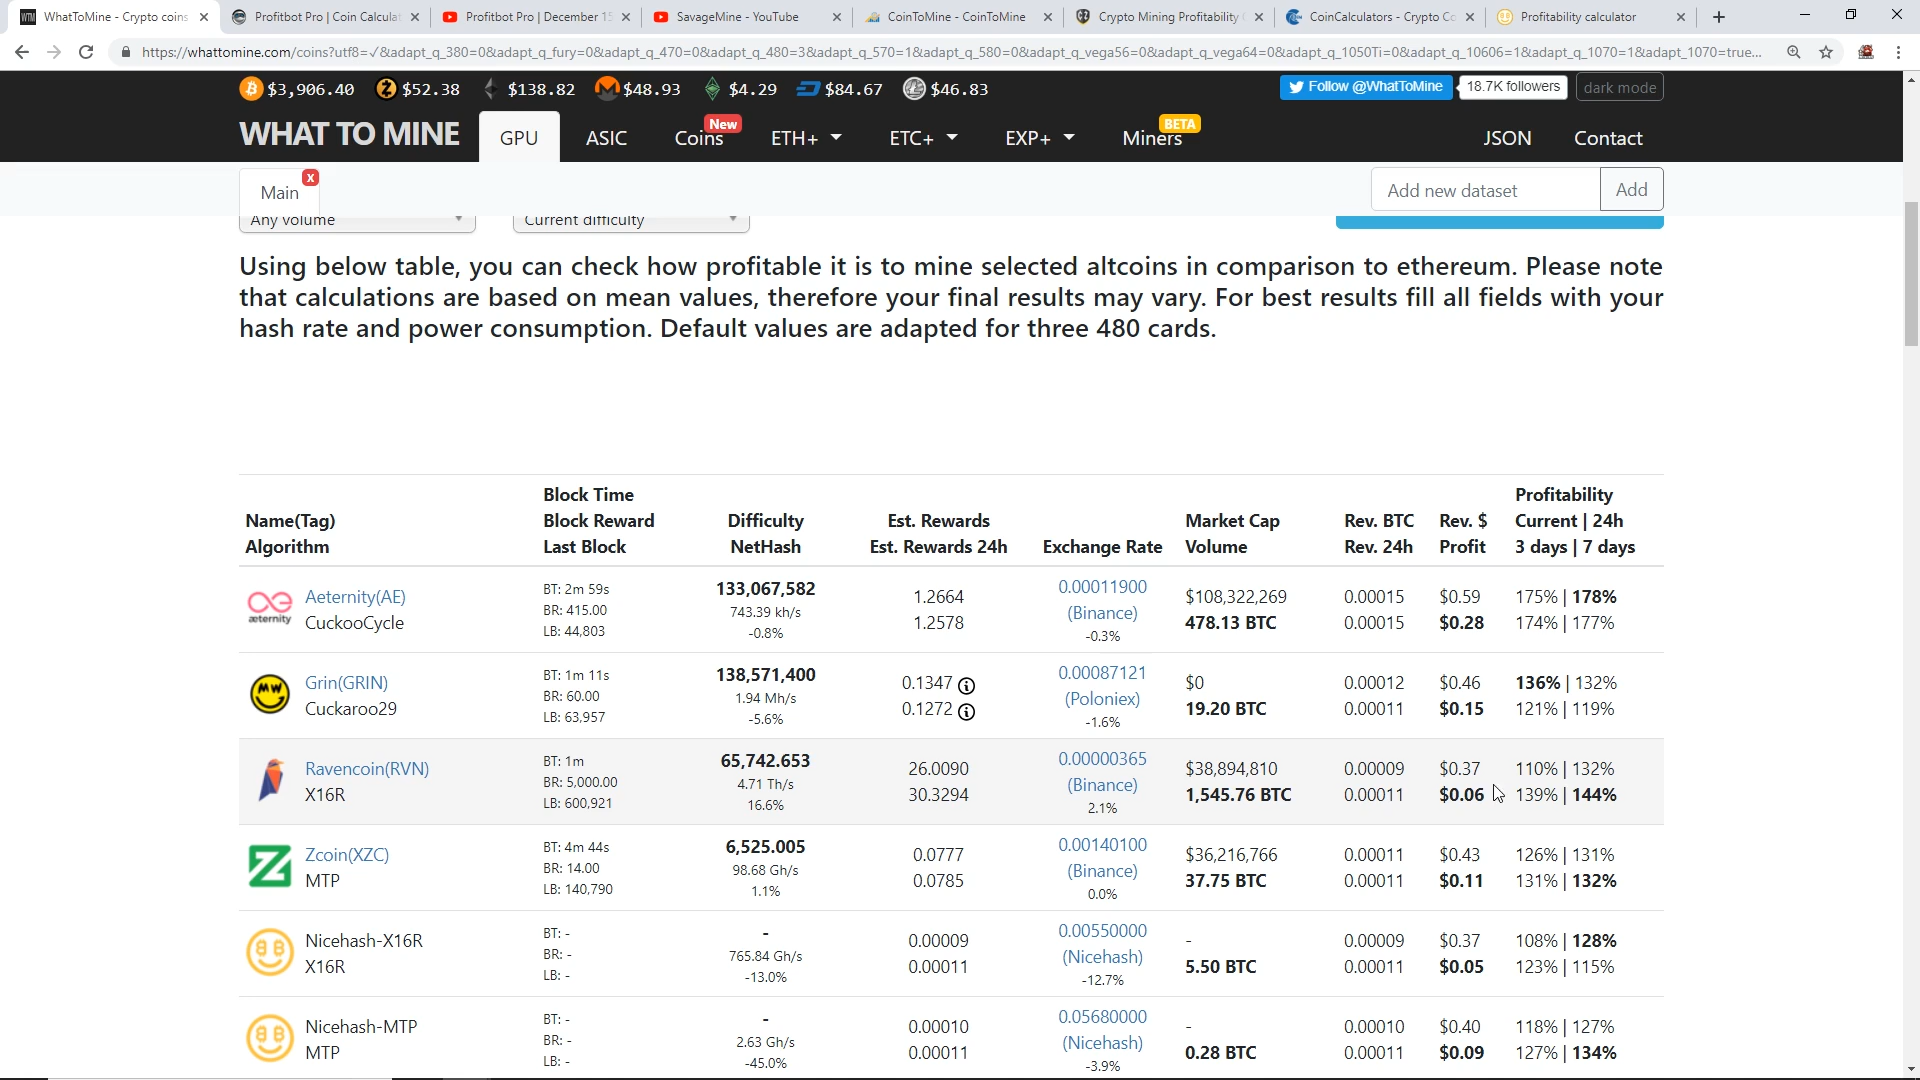 WhatToMine - Crypto coins
Profitbot Pro | Coin Calculat
Profitbot Pro | December 15
SavageMine - YouTube
CoinToMine - CoinToMine
Crypto Mining Profitability
CoinCalculators - Crypto Co
Profitability calculator
https://whattomine.com/coins?utf8=✓&adapt_q_380=0&adapt_q_fury=0&adapt_q_470=0&adapt_q_480=3&adapt_q_570=1&adapt_q_580=0&adapt_q_vega56=0&adapt_q_vega64=0&adapt_q_1050Ti=0&adapt_q_10606=1&adapt_q_1070=1&adapt_1070=true...
$3,906.40 $52.38 $138.82 $48.93 $4.29 $84.67 $46.83
Follow @WhatToMine 18.7K followers dark mode
WHAT TO MINE GPU ASIC Coins New ETH+ ETC+ EXP+ Miners BETA JSON Contact
Main x Add new dataset Add
Any volume Current difficulty
Using below table, you can check how profitable it is to mine selected altcoins in comparison to ethereum. Please note
that calculations are based on mean values, therefore your final results may vary. For best results fill all fields with your
hash rate and power consumption. Default values are adapted for three 480 cards.
Block Time Profitability
Name(Tag) Block Reward Difficulty Est. Rewards Market Cap Rev. BTC Rev. $ Current | 24h
Algorithm Last Block NetHash Est. Rewards 24h Exchange Rate Volume Rev. 24h Profit 3 days | 7 days
æternity
Aeternity(AE) BT: 2m 59s 133,067,582 1.2664 0.00011900 $108,322,269 0.00015 $0.59 175% | 178%
CuckooCycle BR: 415.00 743.39 kh/s 1.2578 (Binance) 478.13 BTC 0.00015 $0.28 174% | 177%
LB: 44,803 -0.8% -0.3%
MW
Grin(GRIN) BT: 1m 11s 138,571,400 0.1347 0.00087121 $0 0.00012 $0.46 136% | 132%
Cuckaroo29 BR: 60.00 1.94 Mh/s 0.1272 (Poloniex) 19.20 BTC 0.00011 $0.15 121% | 119%
LB: 63,957 -5.6% -1.6%
Ravencoin(RVN) BT: 1m 65,742.653 26.0090 0.00000365 $38,894,810 0.00009 $0.37 110% | 132%
X16R BR: 5,000.00 4.71 Th/s 30.3294 (Binance) 1,545.76 BTC 0.00011 $0.06 139% | 144%
LB: 600,921 16.6% 2.1%
Zcoin(XZC) BT: 4m 44s 6,525.005 0.0777 0.00140100 $36,216,766 0.00011 $0.43 126% | 131%
MTP BR: 14.00 98.68 Gh/s 0.0785 (Binance) 37.75 BTC 0.00011 $0.11 131% | 132%
LB: 140,790 1.1% 0.0%
Nicehash-X16R BT: - - 0.00009 0.00550000 - 0.00009 $0.37 108% | 128%
X16R BR: - 765.84 Gh/s 0.00011 (Nicehash) 5.50 BTC 0.00011 $0.05 123% | 115%
LB: - -13.0% -12.7%
Nicehash-MTP BT: - - 0.00010 0.05680000 - 0.00010 $0.40 118% | 127%
MTP BR: - 2.63 Gh/s 0.00011 (Nicehash) 0.28 BTC 0.00011 $0.09 127% | 134%
LB: - -45.0% -3.9%